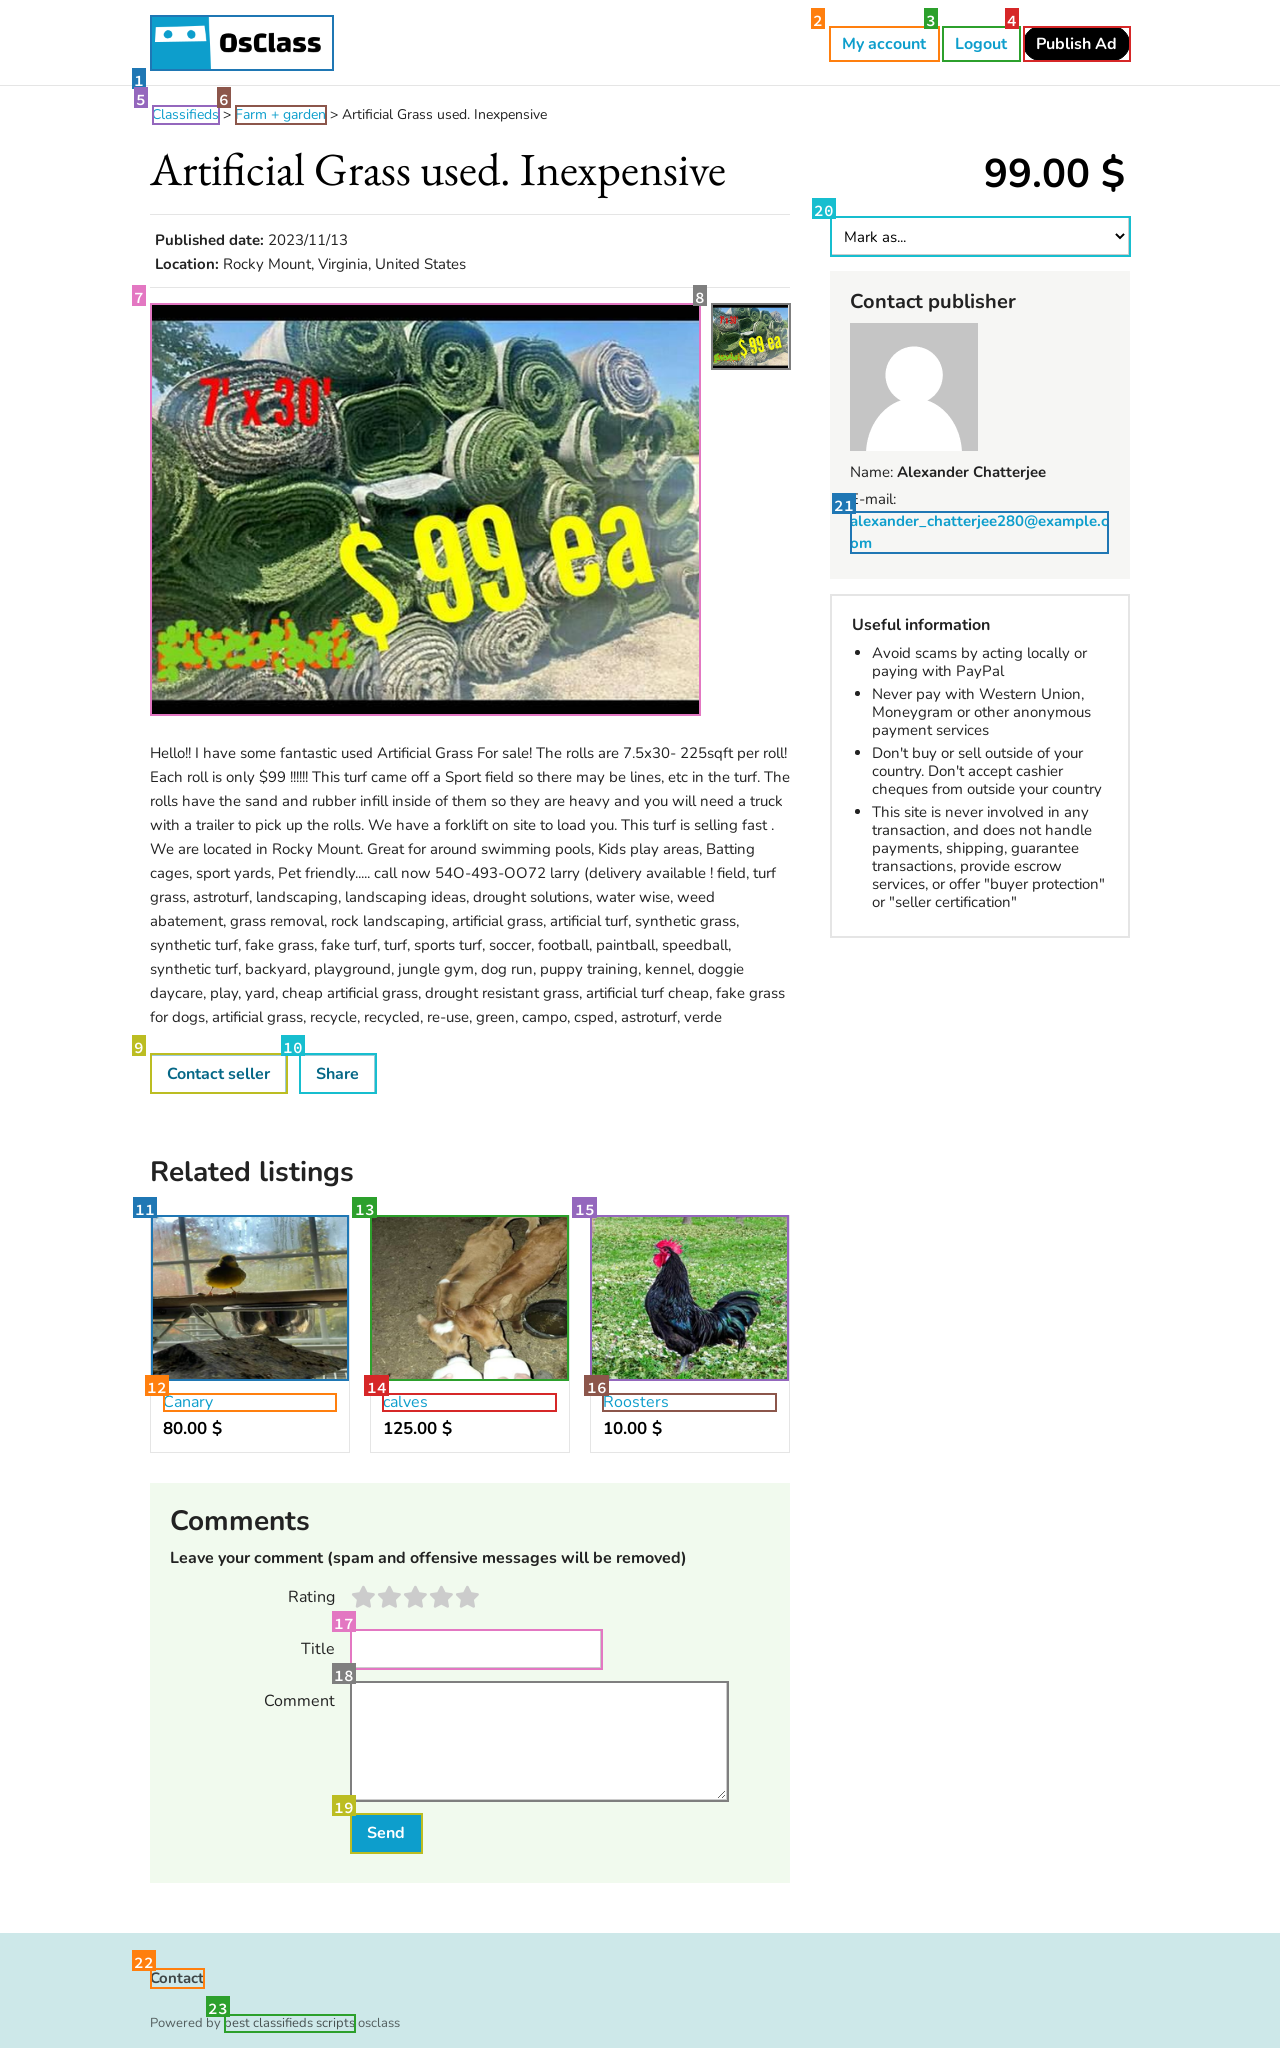 OsClass
2
3
4
My account
Logout
Publish Ad
1
5
6
Classifieds > Farm + garden > Artificial Grass used. Inexpensive
Artificial Grass used. Inexpensive
99.00 $
20
Published date: 2023/11/13
Mark as...
Location: Rocky Mount, Virginia, United States
7
8
7' x 30'
$ 99 ea
$ 99 ea
Contact publisher
Name: Alexander Chatterjee
E-mail:
21
alexander_chatterjee280@example.c
om
Useful information
Avoid scams by acting locally or
paying with PayPal
Never pay with Western Union,
Moneygram or other anonymous
payment services
Don't buy or sell outside of your
country. Don't accept cashier
cheques from outside your country
This site is never involved in any
transaction, and does not handle
payments, shipping, guarantee
transactions, provide escrow
services, or offer "buyer protection"
or "seller certification"
Hello!! I have some fantastic used Artificial Grass For sale! The rolls are 7.5x30- 225sqft per roll!
Each roll is only $99 !!!!!! This turf came off a Sport field so there may be lines, etc in the turf. The
rolls have the sand and rubber infill inside of them so they are heavy and you will need a truck
with a trailer to pick up the rolls. We have a forklift on site to load you. This turf is selling fast .
We are located in Rocky Mount. Great for around swimming pools, Kids play areas, Batting
cages, sport yards, Pet friendly..... call now 54O-493-OO72 larry (delivery available ! field, turf
grass, astroturf, landscaping, landscaping ideas, drought solutions, water wise, weed
abatement, grass removal, rock landscaping, artificial grass, artificial turf, synthetic grass,
synthetic turf, fake grass, fake turf, turf, sports turf, soccer, football, paintball, speedball,
synthetic turf, backyard, playground, jungle gym, dog run, puppy training, kennel, doggie
daycare, play, yard, cheap artificial grass, drought resistant grass, artificial turf cheap, fake grass
for dogs, artificial grass, recycle, recycled, re-use, green, campo, csped, astroturf, verde
9
10
Contact seller
Share
Related listings
11
13
15
12
14
16
Canary
calves
Roosters
80.00 $
125.00 $
10.00 $
Comments
Leave your comment (spam and offensive messages will be removed)
Rating
17
Title
18
Comment
19
Send
22
Contact
23
Powered by best classifieds scripts osclass